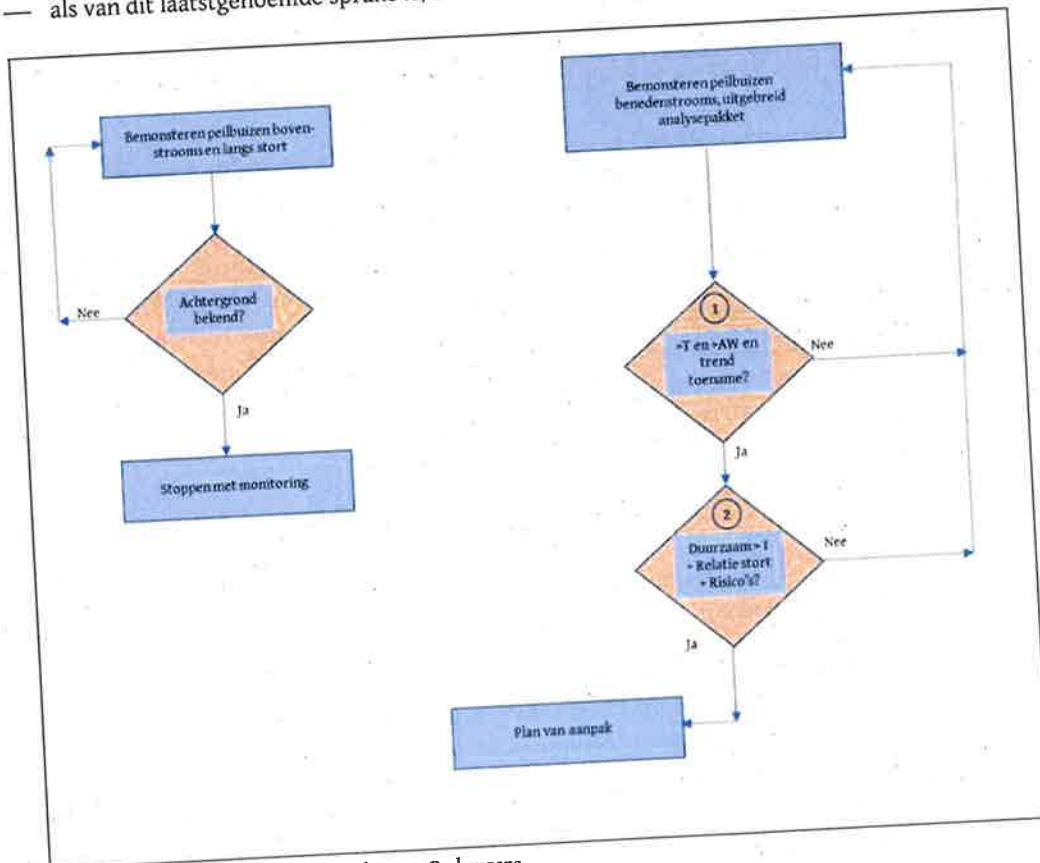 — als van dit laatstgenoemde sprake is,
Bemonsteren peilbuizen boven-
strooms en langs stort
Achtergrond
bekend?
Nee
Ja
Stoppen met monitoring
Bemonsteren peilbuizen
benedenstrooms, uitgebreid
analysepakket
1
>T en >AW en
trend
toename?
Nee
Ja
2
Duurzaam > I
+ Relatie stort
+ Risico's?
Nee
Ja
Plan van aanpak